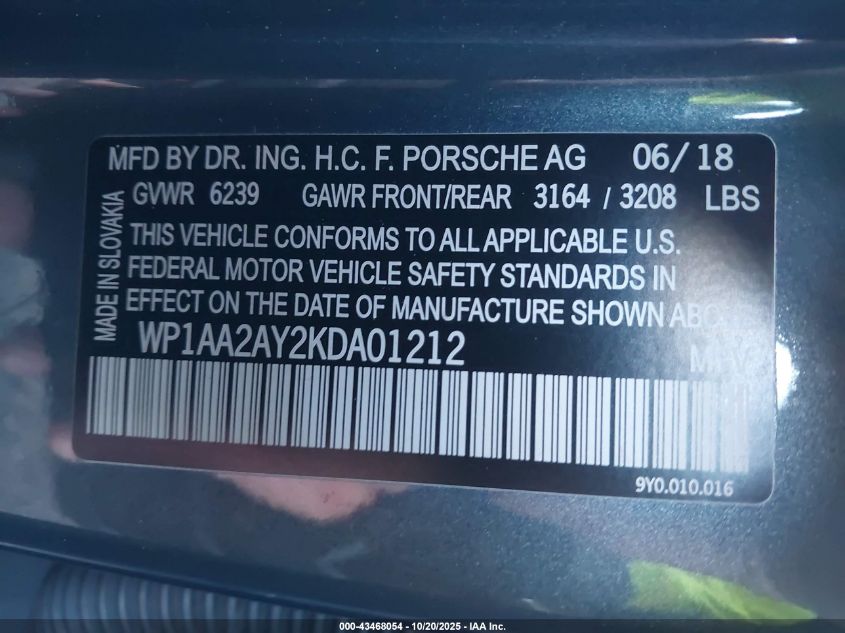 MFD BY DR. ING. H.C. F. PORSCHE AG 06/18
GVWR 6239 GAWR FRONT/REAR 3164 / 3208 LBS
MADE IN SLOVAKIA
THIS VEHICLE CONFORMS TO ALL APPLICABLE U.S.
FEDERAL MOTOR VEHICLE SAFETY STANDARDS IN
EFFECT ON THE DATE OF MANUFACTURE SHOWN ABOVE
WP1AA2AY2KDA01212
9Y0.010.016
000-43468054 - 10/20/2025 - IAA Inc.